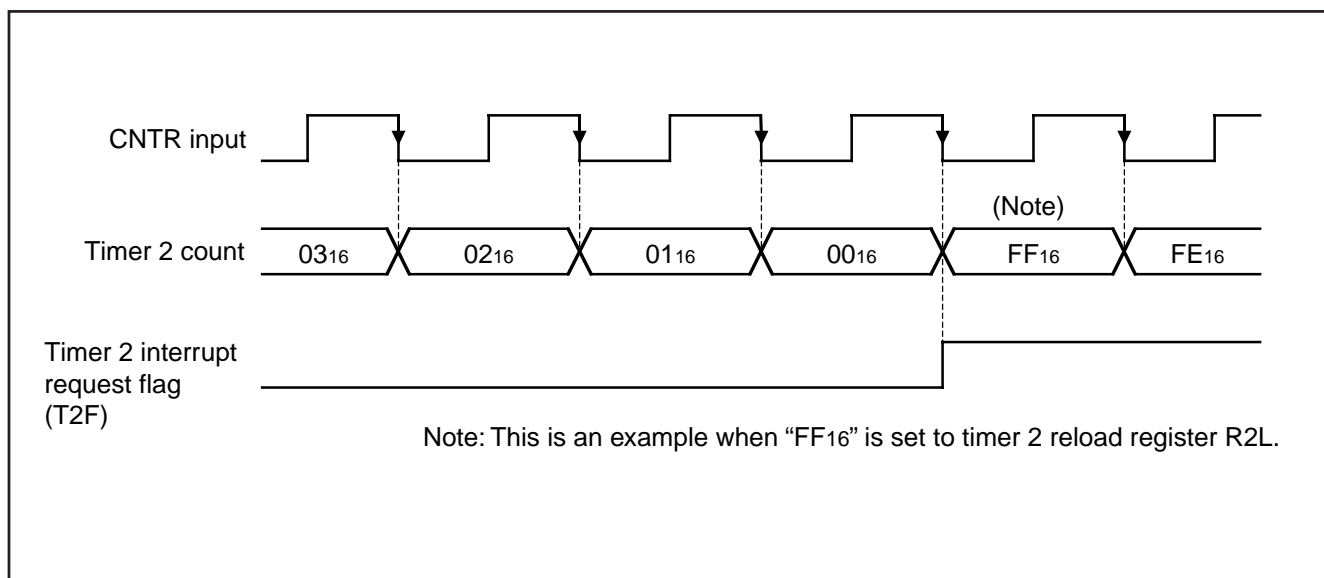 CNTR input
(Note)
Timer 2 count
0316 0216 0116 0016 FF16 FE16
Timer 2 interrupt
request flag
(T2F)
Note: This is an example when “FF16” is set to timer 2 reload register R2L.